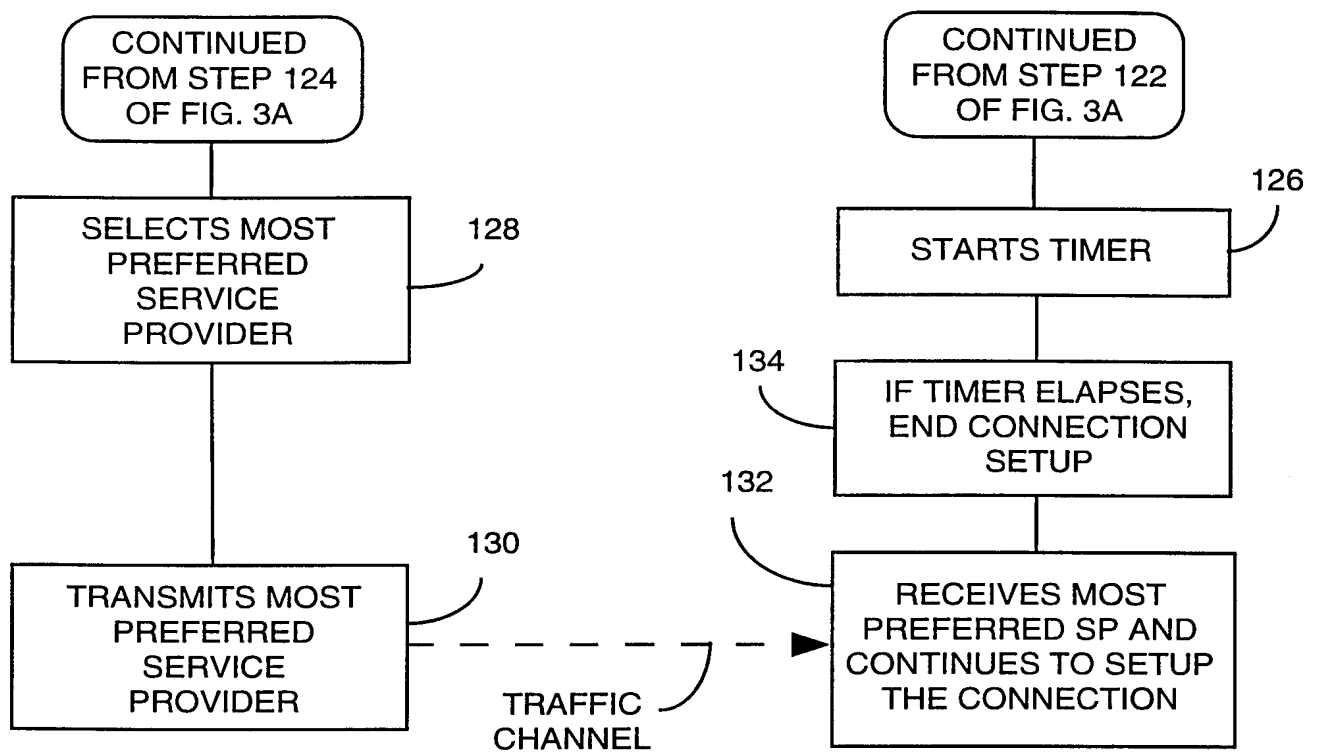 CONTINUED
FROM STEP 124
OF FIG. 3A
SELECTS MOST
PREFERRED
SERVICE
PROVIDER
128
TRANSMITS MOST
PREFERRED
SERVICE
PROVIDER
130
TRAFFIC
CHANNEL
CONTINUED
FROM STEP 122
OF FIG. 3A
126
STARTS TIMER
134
IF TIMER ELAPSES,
END CONNECTION
SETUP
132
RECEIVES MOST
PREFERRED SP AND
CONTINUES TO SETUP
THE CONNECTION